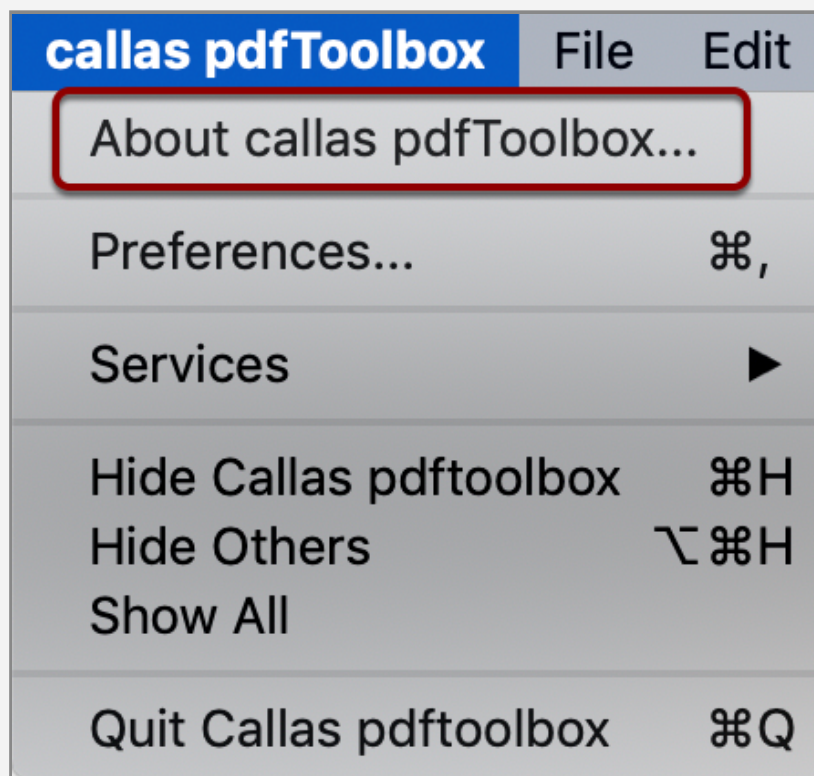 callas pdfToolbox File Edit
About callas pdfToolbox...
Preferences... ⌘,
Services ▶
Hide Callas pdftoolbox ⌘H
Hide Others ⌥⌘H
Show All
Quit Callas pdftoolbox ⌘Q